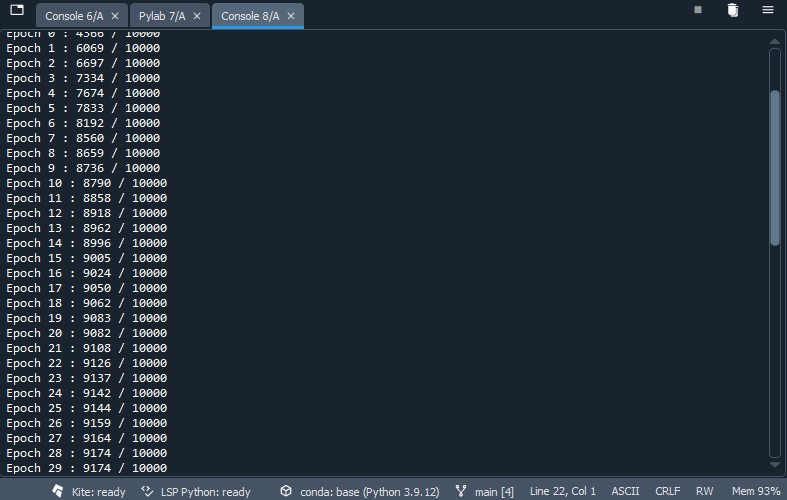 Console 6/A
Pylab 7/A
Console 8/A
Epoch 0 : 4566 / 10000
Epoch 1 : 6069 / 10000
Epoch 2 : 6697 / 10000
Epoch 3 : 7334 / 10000
Epoch 4 : 7674 / 10000
Epoch 5 : 7833 / 10000
Epoch 6 : 8192 / 10000
Epoch 7 : 8560 / 10000
Epoch 8 : 8659 / 10000
Epoch 9 : 8736 / 10000
Epoch 10 : 8790 / 10000
Epoch 11 : 8858 / 10000
Epoch 12 : 8918 / 10000
Epoch 13 : 8962 / 10000
Epoch 14 : 8996 / 10000
Epoch 15 : 9005 / 10000
Epoch 16 : 9024 / 10000
Epoch 17 : 9050 / 10000
Epoch 18 : 9062 / 10000
Epoch 19 : 9083 / 10000
Epoch 20 : 9082 / 10000
Epoch 21 : 9108 / 10000
Epoch 22 : 9126 / 10000
Epoch 23 : 9137 / 10000
Epoch 24 : 9142 / 10000
Epoch 25 : 9144 / 10000
Epoch 26 : 9159 / 10000
Epoch 27 : 9164 / 10000
Epoch 28 : 9174 / 10000
Epoch 29 : 9174 / 10000
Kite: ready LSP Python: ready conda: base (Python 3.9.12) main [4] Line 22, Col 1 ASCII CRLF RW Mem 93%